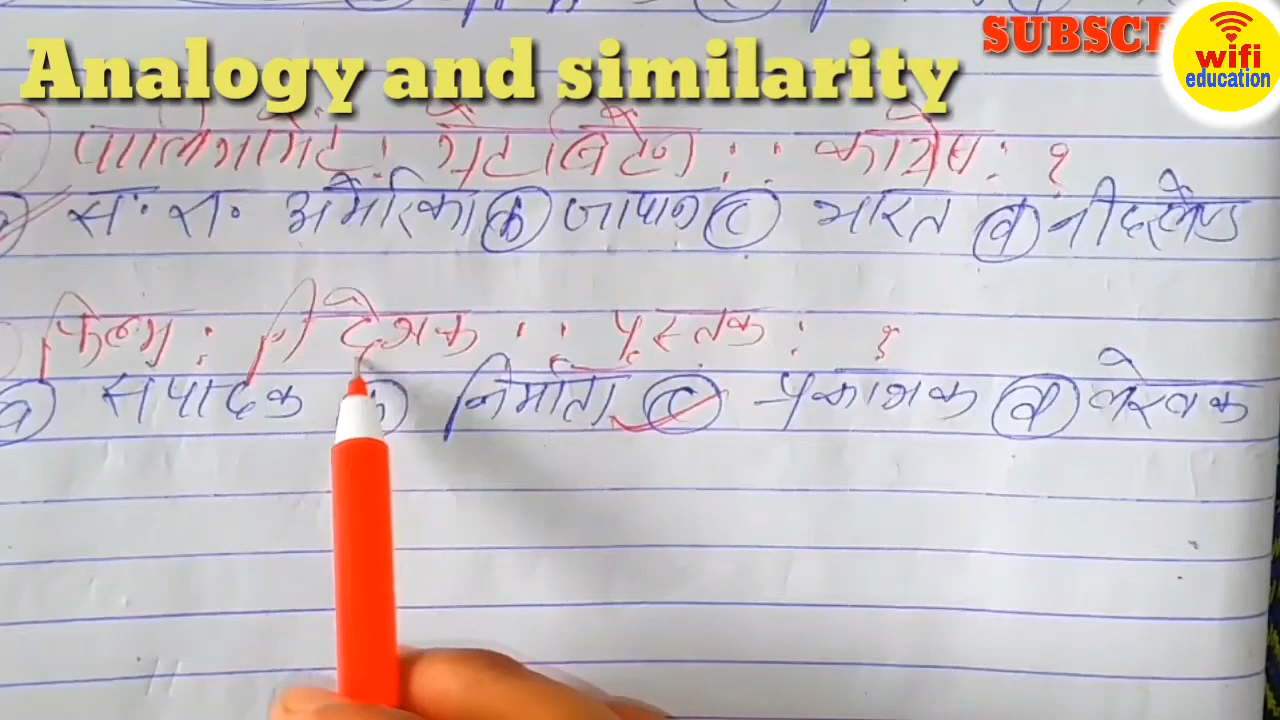 SUBSC
wifi
education
Analogy and similarity
पार्लियामेंट : ग्रेट ब्रिटेन :: कांग्रेस : ?
सं. रा. अमेरिका (b) जापान (c) भारत (d) नीदरलैण्ड
फिल्म : निर्देशक :: पुस्तक : ?
(a) संपादक (b) निर्माता (c) प्रकाशक (d) लेखक